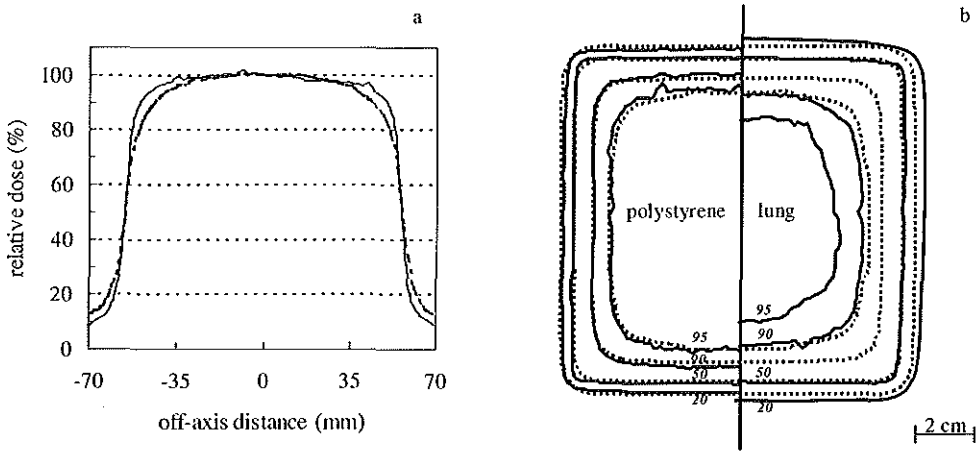 a
relative dose (%)
100
80
60
40
20
0
-70 -35 0 35 70
off-axis distance (mm)
b
polystyrene lung
95 95
90 90
50 50
20 20
2 cm